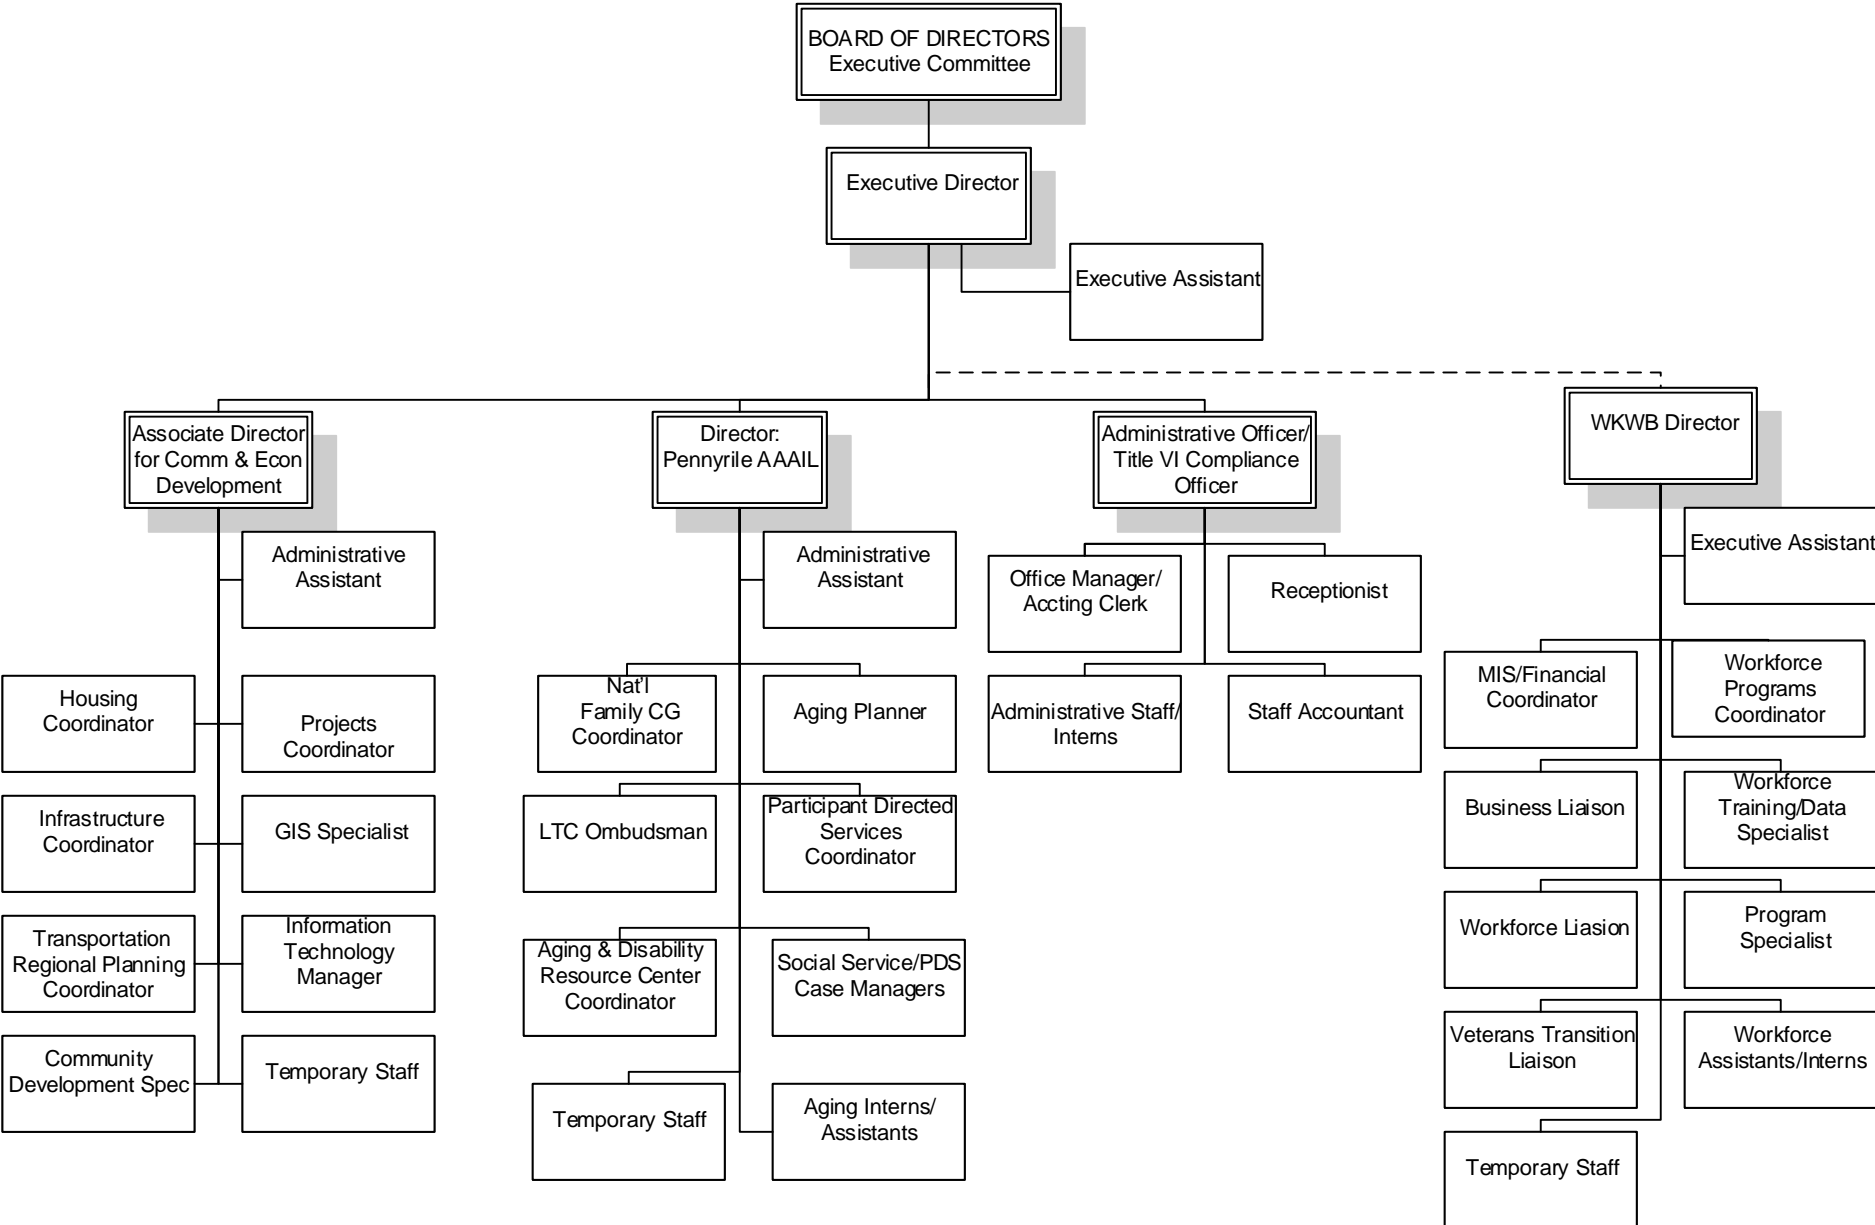 BOARD OF DIRECTORS
Executive Committee
Executive Director
Executive Assistant
Associate Director
for Comm & Econ
Development
Director:
Pennyrile AAAIL
Administrative Officer/
Title VI Compliance
Officer
WKWB Director
Administrative
Assistant
Administrative
Assistant
Office Manager/
Accting Clerk
Receptionist
Executive Assistant
Housing
Coordinator
Projects
Coordinator
Nat'l
Family CG
Coordinator
Aging Planner
Administrative Staff/
Interns
Staff Accountant
MIS/Financial
Coordinator
Workforce
Programs
Coordinator
Infrastructure
Coordinator
GIS Specialist
LTC Ombudsman
Participant Directed
Services
Coordinator
Business Liaison
Workforce
Training/Data
Specialist
Transportation
Regional Planning
Coordinator
Information
Technology
Manager
Aging & Disability
Resource Center
Coordinator
Social Service/PDS
Case Managers
Workforce Liasion
Program
Specialist
Community
Development Spec
Temporary Staff
Temporary Staff
Aging Interns/
Assistants
Veterans Transition
Liaison
Workforce
Assistants/Interns
Temporary Staff